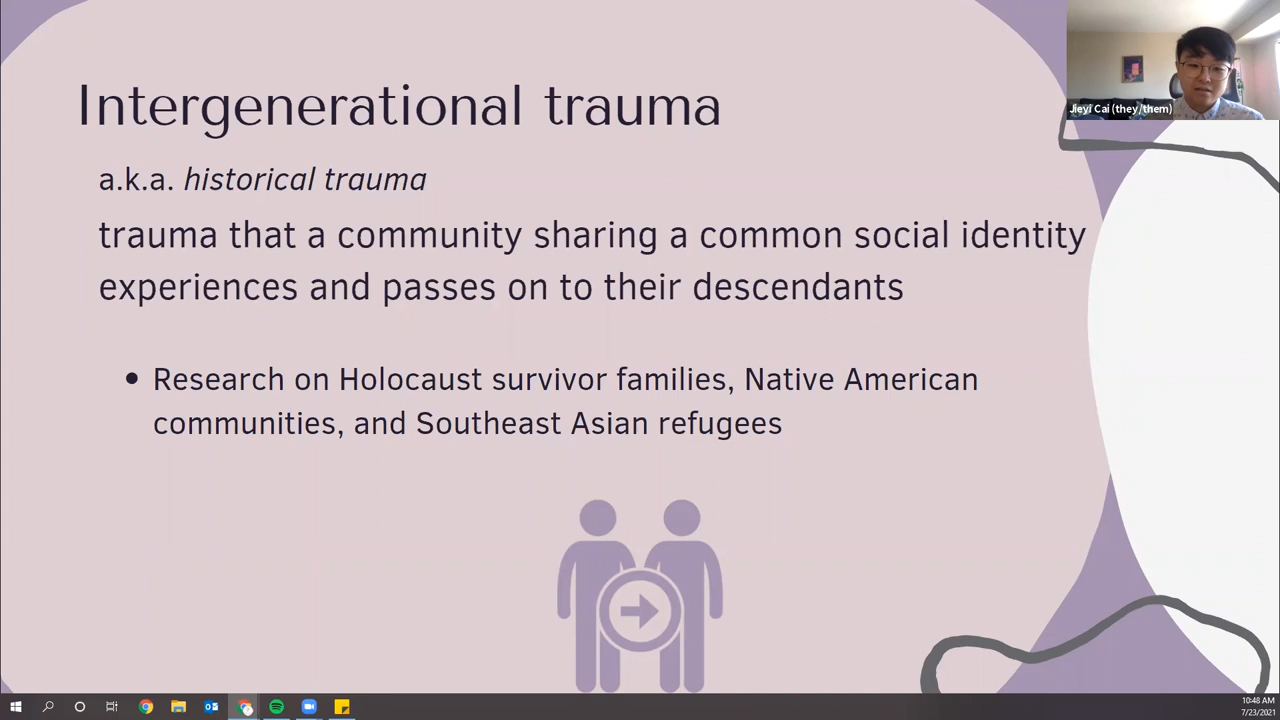 Intergenerational trauma
a.k.a. historical trauma
trauma that a community sharing a common social identity
experiences and passes on to their descendants
• Research on Holocaust survivor families, Native American
communities, and Southeast Asian refugees
Jieyi Cai (they/them)
10:48 AM
7/23/2021